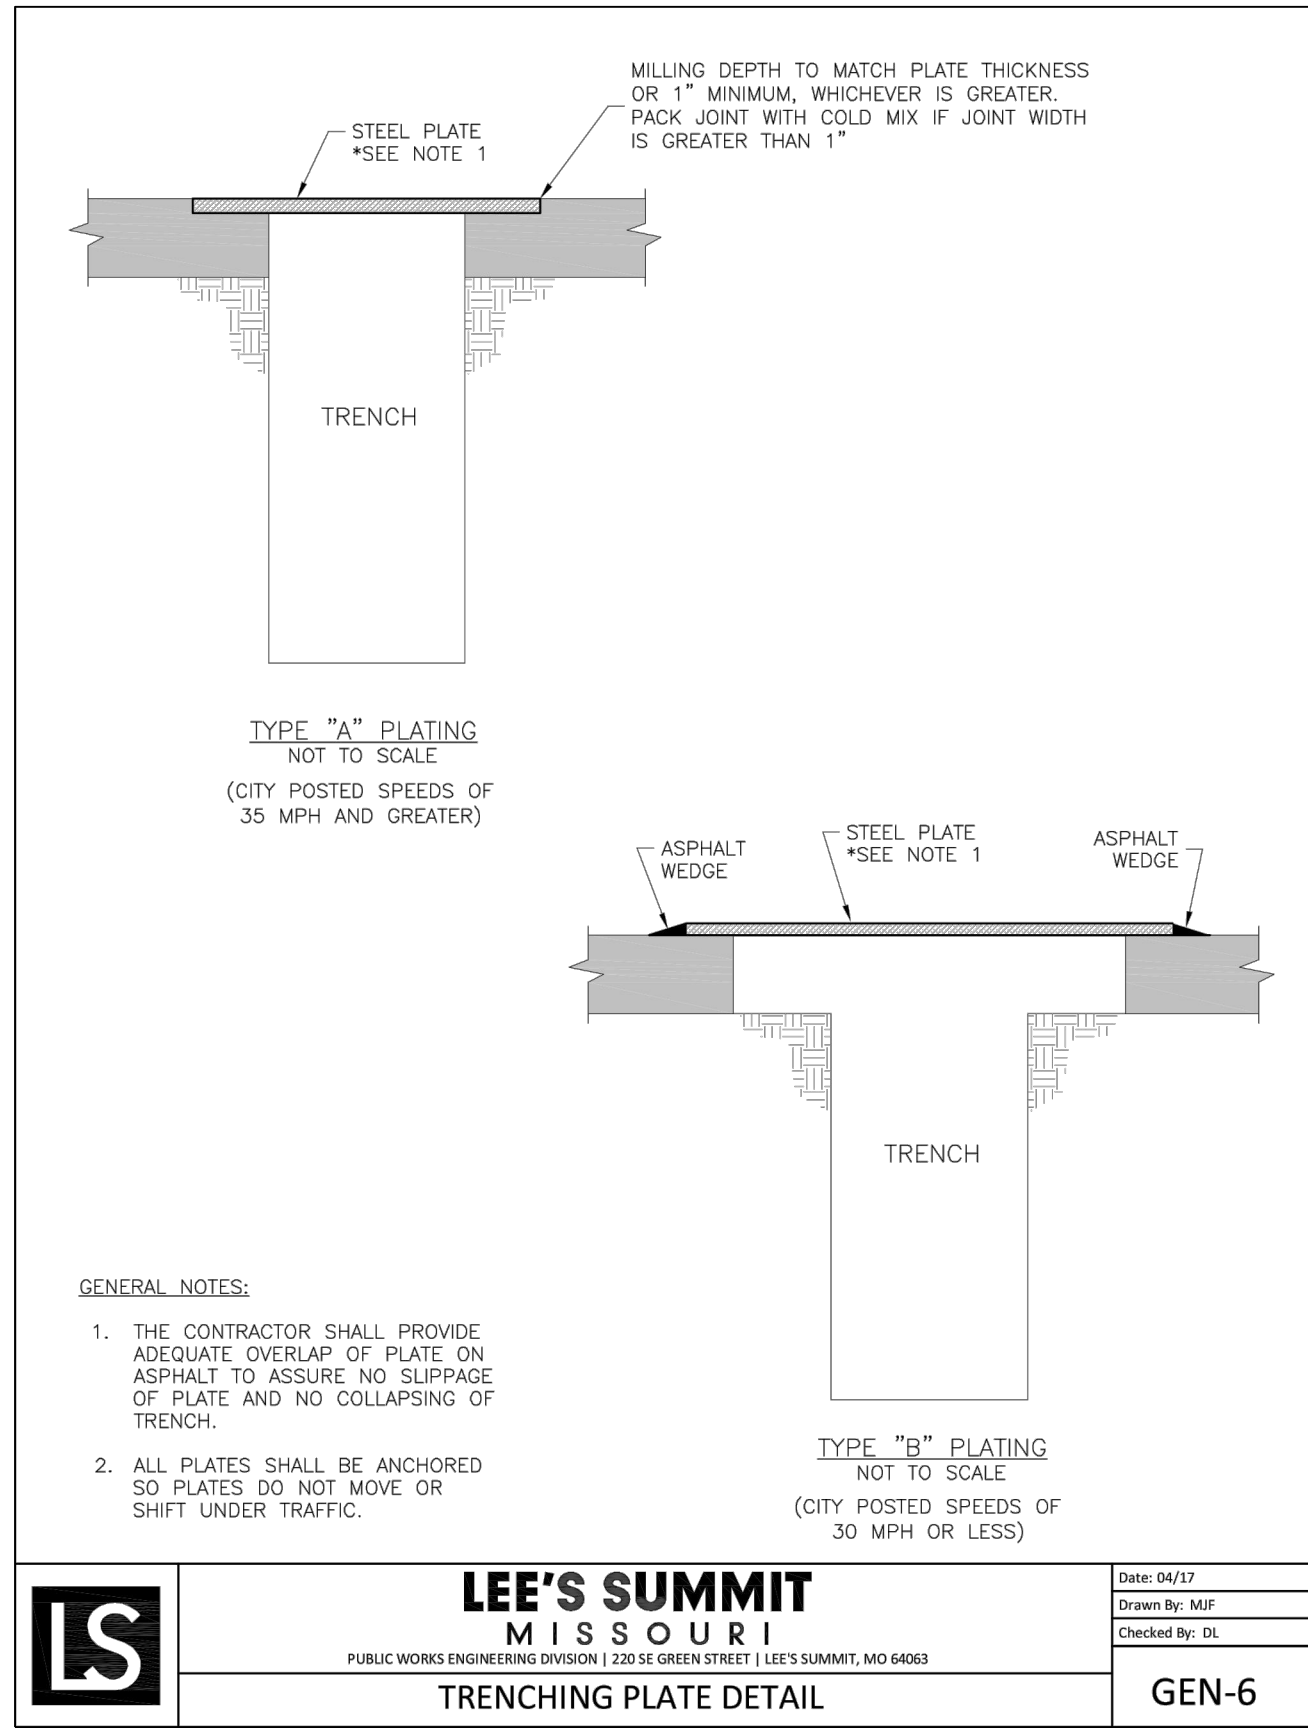 MILLING DEPTH TO MATCH PLATE THICKNESS
OR 1" MINIMUM, WHICHEVER IS GREATER.
PACK JOINT WITH COLD MIX IF JOINT WIDTH
IS GREATER THAN 1"
STEEL PLATE
*SEE NOTE 1
TRENCH
TYPE "A" PLATING
NOT TO SCALE
(CITY POSTED SPEEDS OF
35 MPH AND GREATER)
ASPHALT
WEDGE
STEEL PLATE
*SEE NOTE 1
ASPHALT
WEDGE
TRENCH
TYPE "B" PLATING
NOT TO SCALE
(CITY POSTED SPEEDS OF
30 MPH OR LESS)
GENERAL NOTES:
1. THE CONTRACTOR SHALL PROVIDE
ADEQUATE OVERLAP OF PLATE ON
ASPHALT TO ASSURE NO SLIPPAGE
OF PLATE AND NO COLLAPSING OF
TRENCH.
2. ALL PLATES SHALL BE ANCHORED
SO PLATES DO NOT MOVE OR
SHIFT UNDER TRAFFIC.
LS
LEE'S SUMMIT
MISSOURI
PUBLIC WORKS ENGINEERING DIVISION | 220 SE GREEN STREET | LEE'S SUMMIT, MO 64063
TRENCHING PLATE DETAIL
Date: 04/17
Drawn By: MJF
Checked By: DL
GEN-6